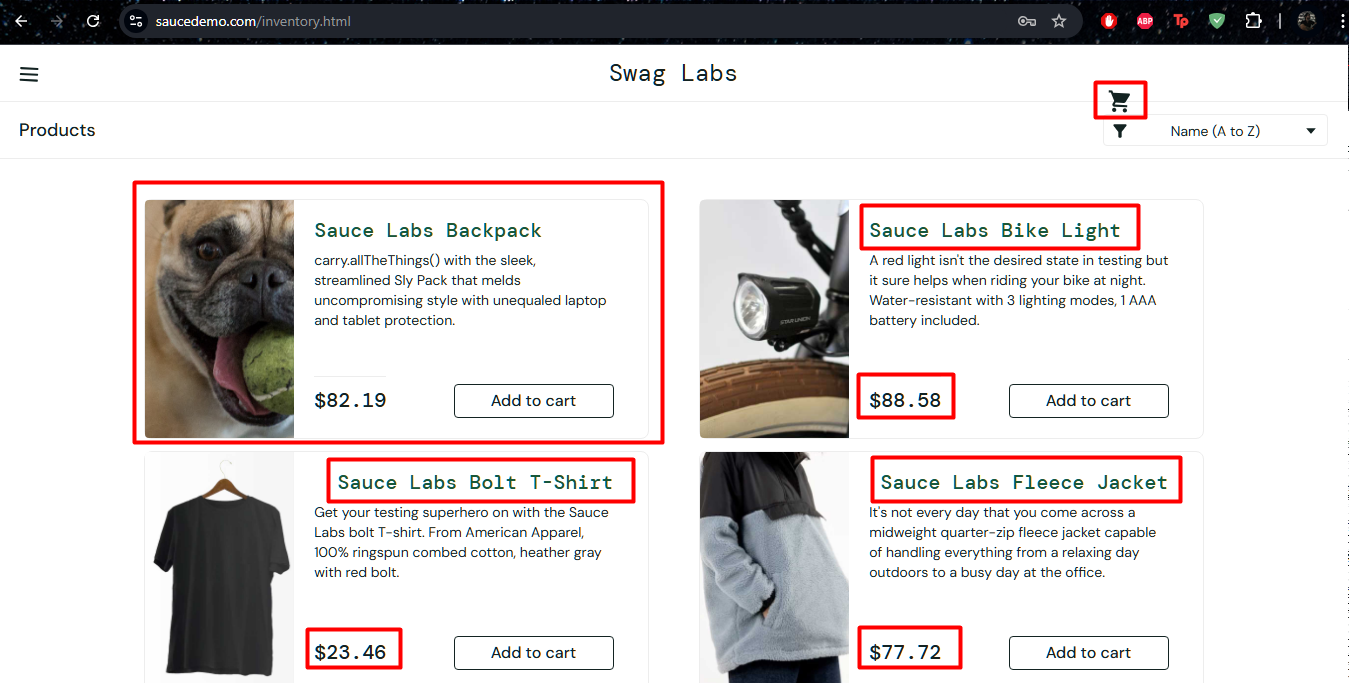 saucedemo.com/inventory.html
ABP
Tp
Swag Labs
Products
Name (A to Z)
Sauce Labs Backpack
carry.allTheThings() with the sleek,
streamlined Sly Pack that melds
uncompromising style with unequaled laptop
and tablet protection.
$82.19
Add to cart
Sauce Labs Bike Light
A red light isn't the desired state in testing but
it sure helps when riding your bike at night.
Water-resistant with 3 lighting modes, 1 AAA
battery included.
STAR UNION
$88.58
Add to cart
Sauce Labs Bolt T-Shirt
Get your testing superhero on with the Sauce
Labs bolt T-shirt. From American Apparel,
100% ringspun combed cotton, heather gray
with red bolt.
$23.46
Add to cart
Sauce Labs Fleece Jacket
It's not every day that you come across a
midweight quarter-zip fleece jacket capable
of handling everything from a relaxing day
outdoors to a busy day at the office.
$77.72
Add to cart